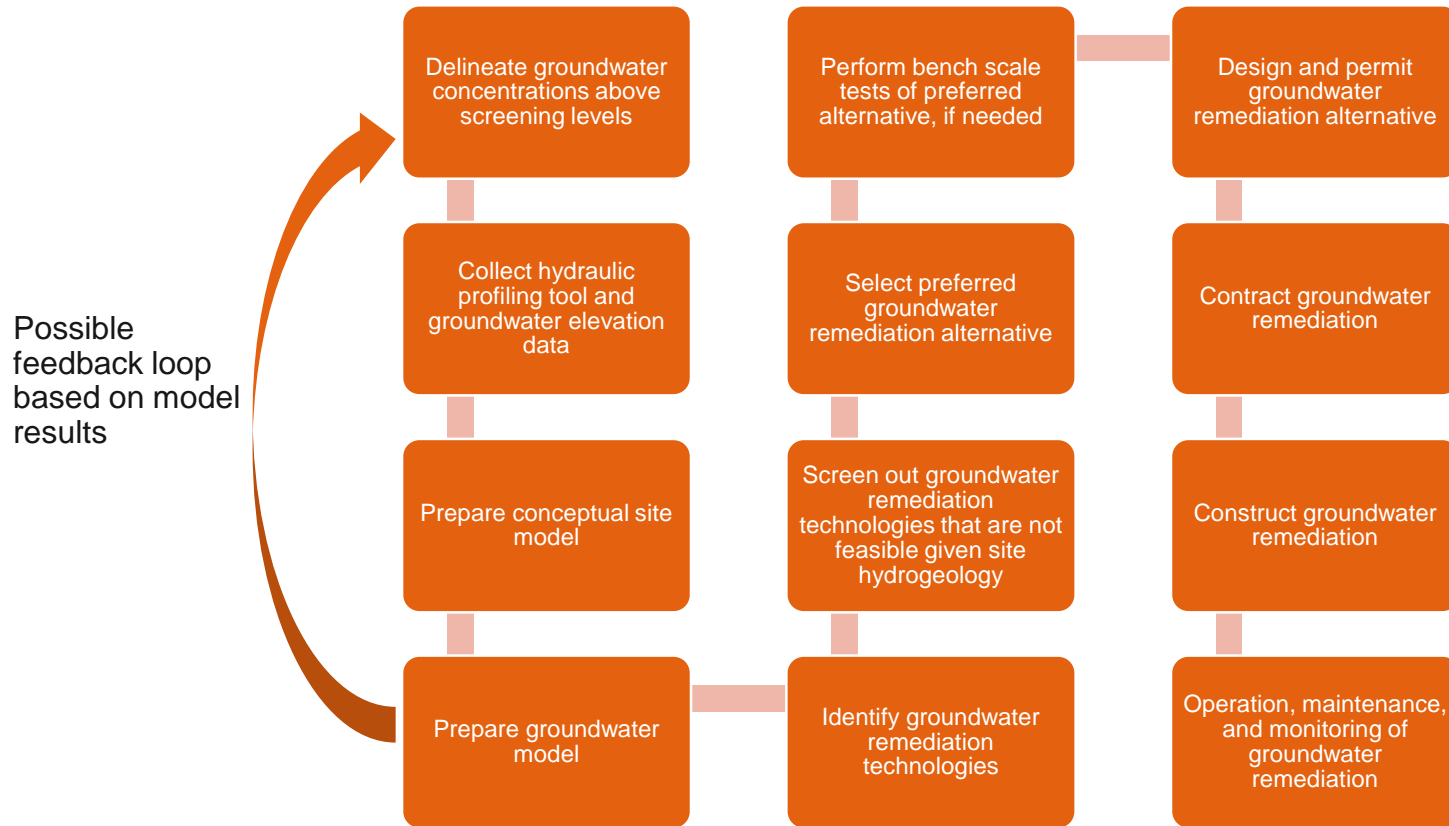 Possible
feedback loop
based on model
results
Delineate groundwater
concentrations above
screening levels
Collect hydraulic
profiling tool and
groundwater elevation
data
Prepare conceptual site
model
Prepare groundwater
model
Identify groundwater
remediation
technologies
Screen out groundwater
remediation
technologies that are not
feasible given site
hydrogeology
Select preferred
groundwater
remediation alternative
Perform bench scale
tests of preferred
alternative, if needed
Design and permit
groundwater
remediation alternative
Contract groundwater
remediation
Construct groundwater
remediation
Operation, maintenance,
and monitoring of
groundwater
remediation